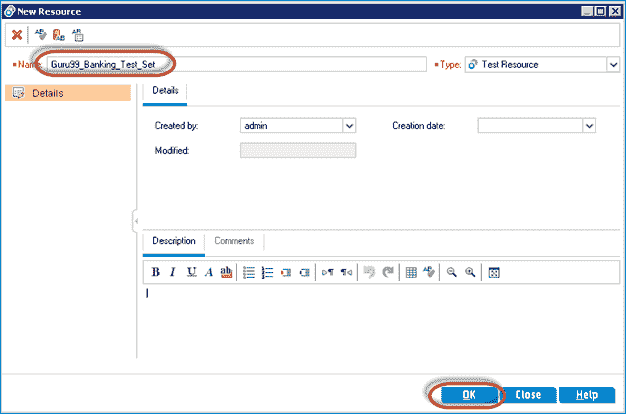 New Resource
Name: Guru99_Banking_Test_Set Type: Test Resource
Details
Details
Created by: admin Creation date:
Modified:
Description Comments
B I U A ab
OK Close Help